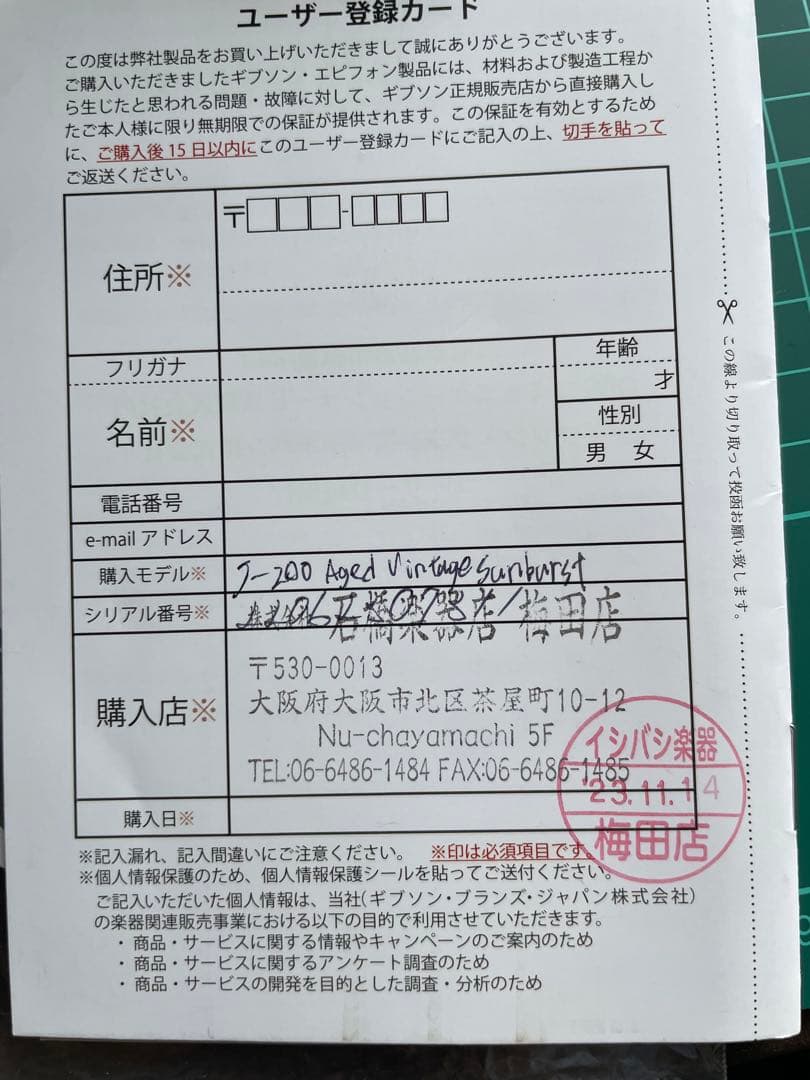 ユーザー登録カード
この度は弊社製品をお買い上げいただきまして誠にありがとうございます。
ご購入いただきましたギブソン・エピフォン製品には、材料および製造工程か
ら生じたと思われる問題・故障に対して、ギブソン正規販売店から直接購入し
たご本人様に限り無期限での保証が提供されます。この保証を有効とするため
に、ご購入後15日以内にこのユーザー登録カードにご記入の上、切手を貼って
ご返送ください。
住所※
〒 -
フリガナ
年齢
才
名前※
性別
男 女
電話番号
e-mail アドレス
購入モデル※ J-200 Aged Vintage Sunburst
シリアル番号※
石橋楽器店 梅田店
購入店※
〒530-0013
大阪府大阪市北区茶屋町10-12
Nu-chayamachi 5F
TEL:06-6486-1484 FAX:06-6486-1485
購入日※
イシバシ楽器
'23.11.14
梅田店
※記入漏れ、記入間違いにご注意ください。 ※印は必須項目です。
※個人情報保護のため、個人情報保護シールを貼ってご送付ください。
ご記入いただいた個人情報は、当社(ギブソン・ブランズ・ジャパン株式会社)
の楽器関連販売事業における以下の目的で利用させていただきます。
・商品・サービスに関する情報やキャンペーンのご案内のため
・商品・サービスに関するアンケート調査のため
・商品・サービスの開発を目的とした調査・分析のため
この線より切り取って投函お願い致します。